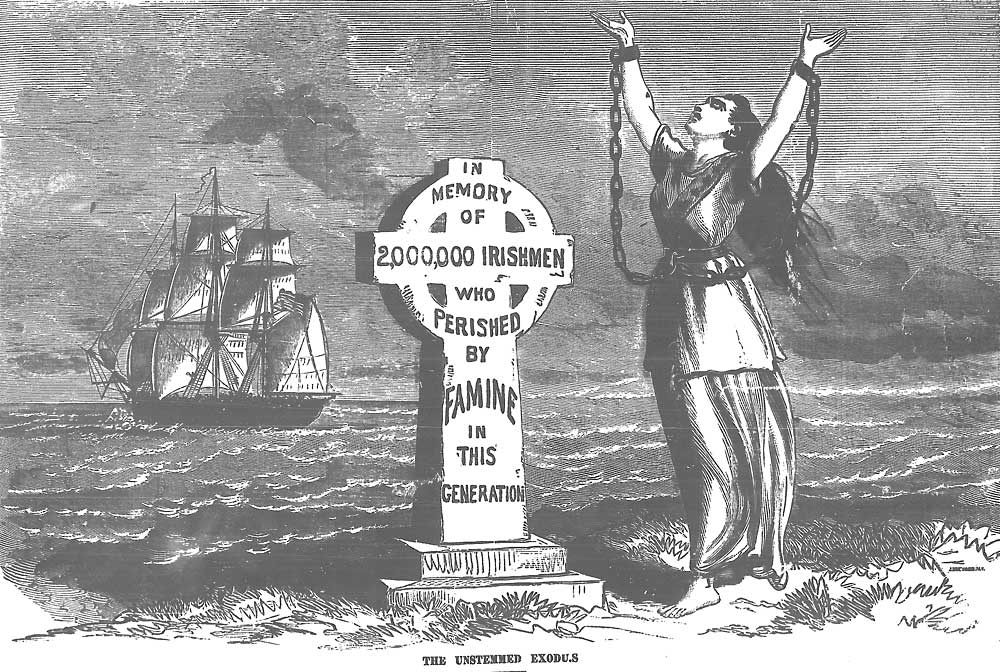 IN
MEMORY
OF
2,000,000 IRISHMEN
WHO
PERISHED
BY
FAMINE
IN
THIS
GENERATION
THE UNSTEMMED EXODUS